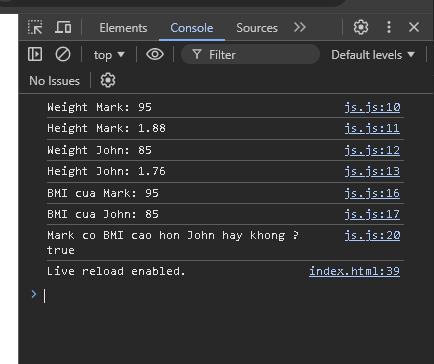 Elements Console Sources
top Filter Default levels
No Issues
Weight Mark: 95 js.js:10
Height Mark: 1.88 js.js:11
Weight John: 85 js.js:12
Height John: 1.76 js.js:13
BMI cua Mark: 95 js.js:16
BMI cua John: 85 js.js:17
Mark co BMI cao hon John hay khong ? js.js:20
true
Live reload enabled. index.html:39